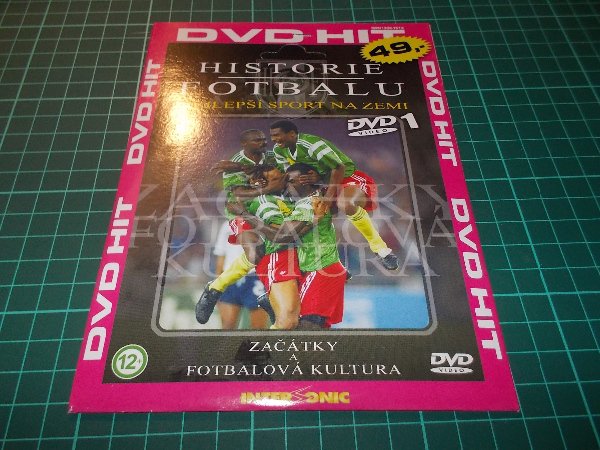 DVD HIT
49,-
HISTORIE
FOTBALU
NEJLEPŠÍ SPORT NA ZEMI
DVD 1
VIDEO
DVD HIT
DVD HIT
DVD HIT
DVD HIT
ZAČÁTKY
FOTBALOVÁ
KULTURA
ZAČÁTKY
A
FOTBALOVÁ KULTURA
12
DVD
VIDEO
INTERSONIC